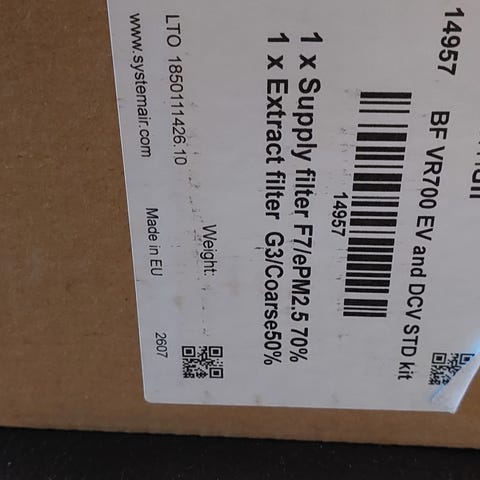 14957
BF VR700 EV and DCV STD kit
14957
1 x Supply filter F7/ePM2.5 70%
1 x Extract filter G3/Coarse50%
Weight:
LTO 1850111426.10
Made in EU
2607
www.systemair.com